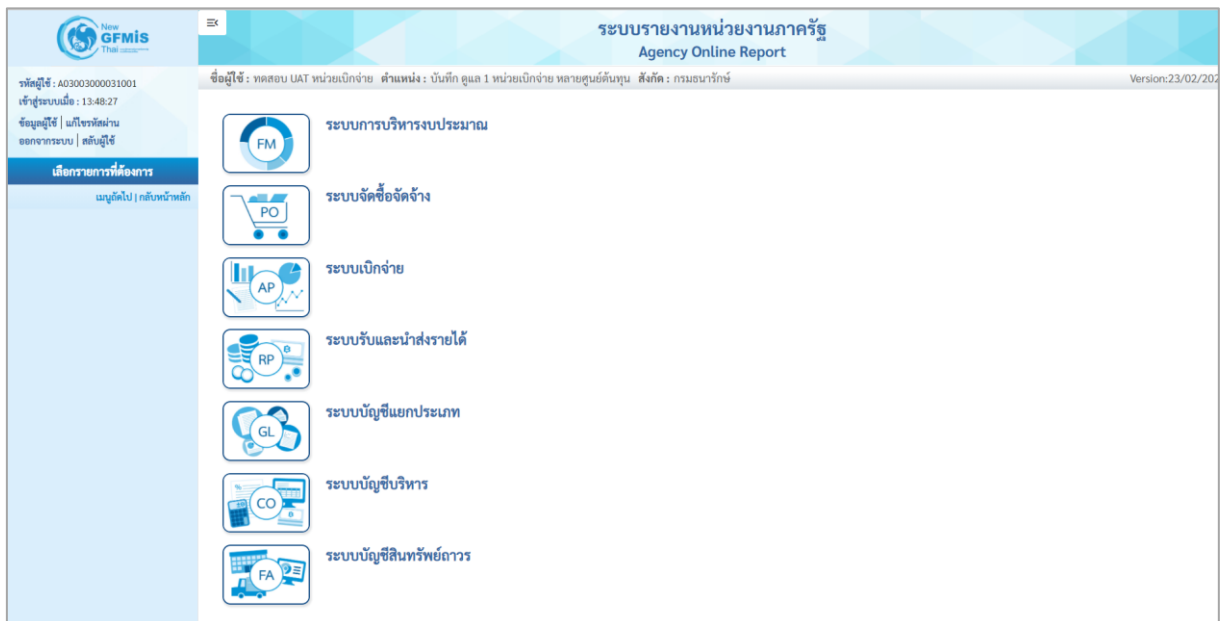 New
GFMIS
Thai
ระบบรายงานหน่วยงานภาครัฐ
Agency Online Report
รหัสผู้ใช้ : A03003000031001
เข้าสู่ระบบเมื่อ : 13:48:27
ข้อมูลผู้ใช้ | แก้ไขรหัสผ่าน
ออกจากระบบ | สลับผู้ใช้
เลือกรายการที่ต้องการ
เมนูถัดไป | กลับหน้าหลัก
ชื่อผู้ใช้ : ทดสอบ UAT หน่วยเบิกจ่าย ตำแหน่ง : บันทึก ดูแล 1 หน่วยเบิกจ่าย หลายศูนย์ต้นทุน สังกัด : กรมธนารักษ์
Version:23/02/202
FM
ระบบการบริหารงบประมาณ
PO
ระบบจัดซื้อจัดจ้าง
AP
ระบบเบิกจ่าย
RP
ระบบรับและนำส่งรายได้
GL
ระบบบัญชีแยกประเภท
CO
ระบบบัญชีบริหาร
FA
ระบบบัญชีสินทรัพย์ถาวร